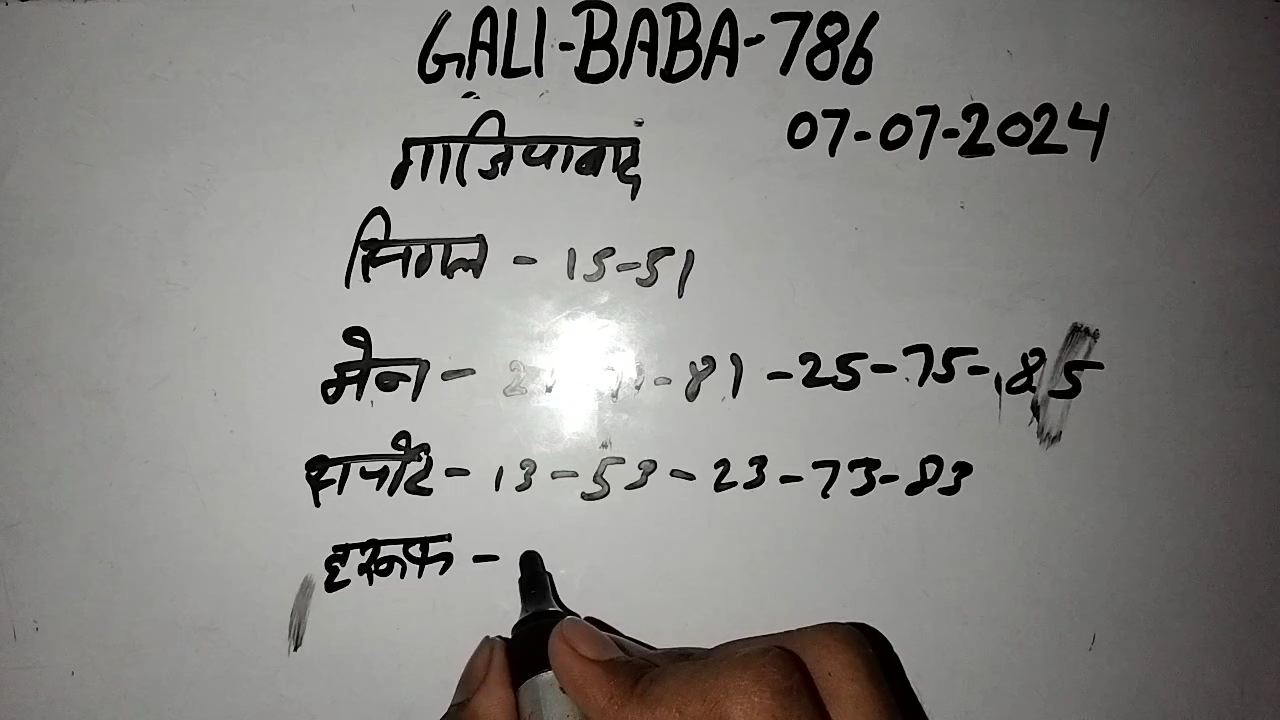 GALI-BABA-786
07-07-2024
गाजियाबाद
सिगल - 15-51
मेन - 81-25-75-85
सपोट - 13-53-23-73-83
हरूफ -